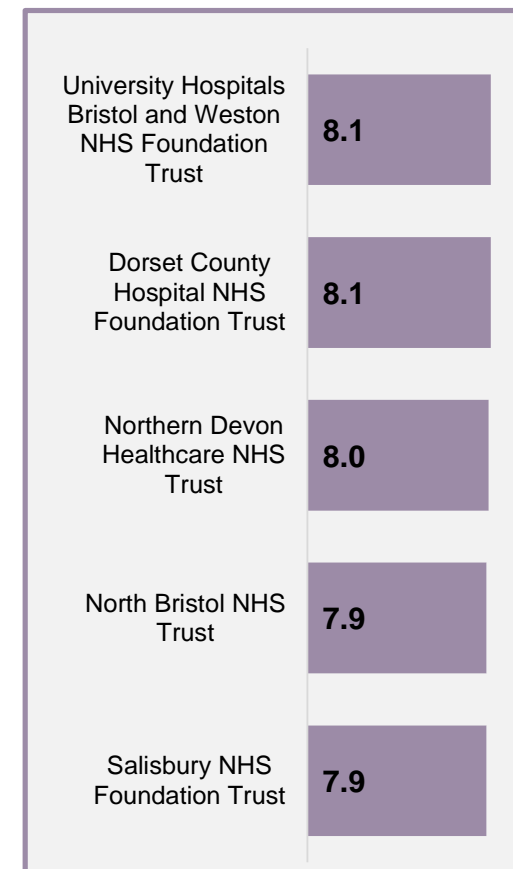 University Hospitals
Bristol and Weston
NHS Foundation
Trust
8.1
Dorset County
Hospital NHS
Foundation Trust
8.1
Northern Devon
Healthcare NHS
Trust
8.0
North Bristol NHS
Trust
7.9
Salisbury NHS
Foundation Trust
7.9